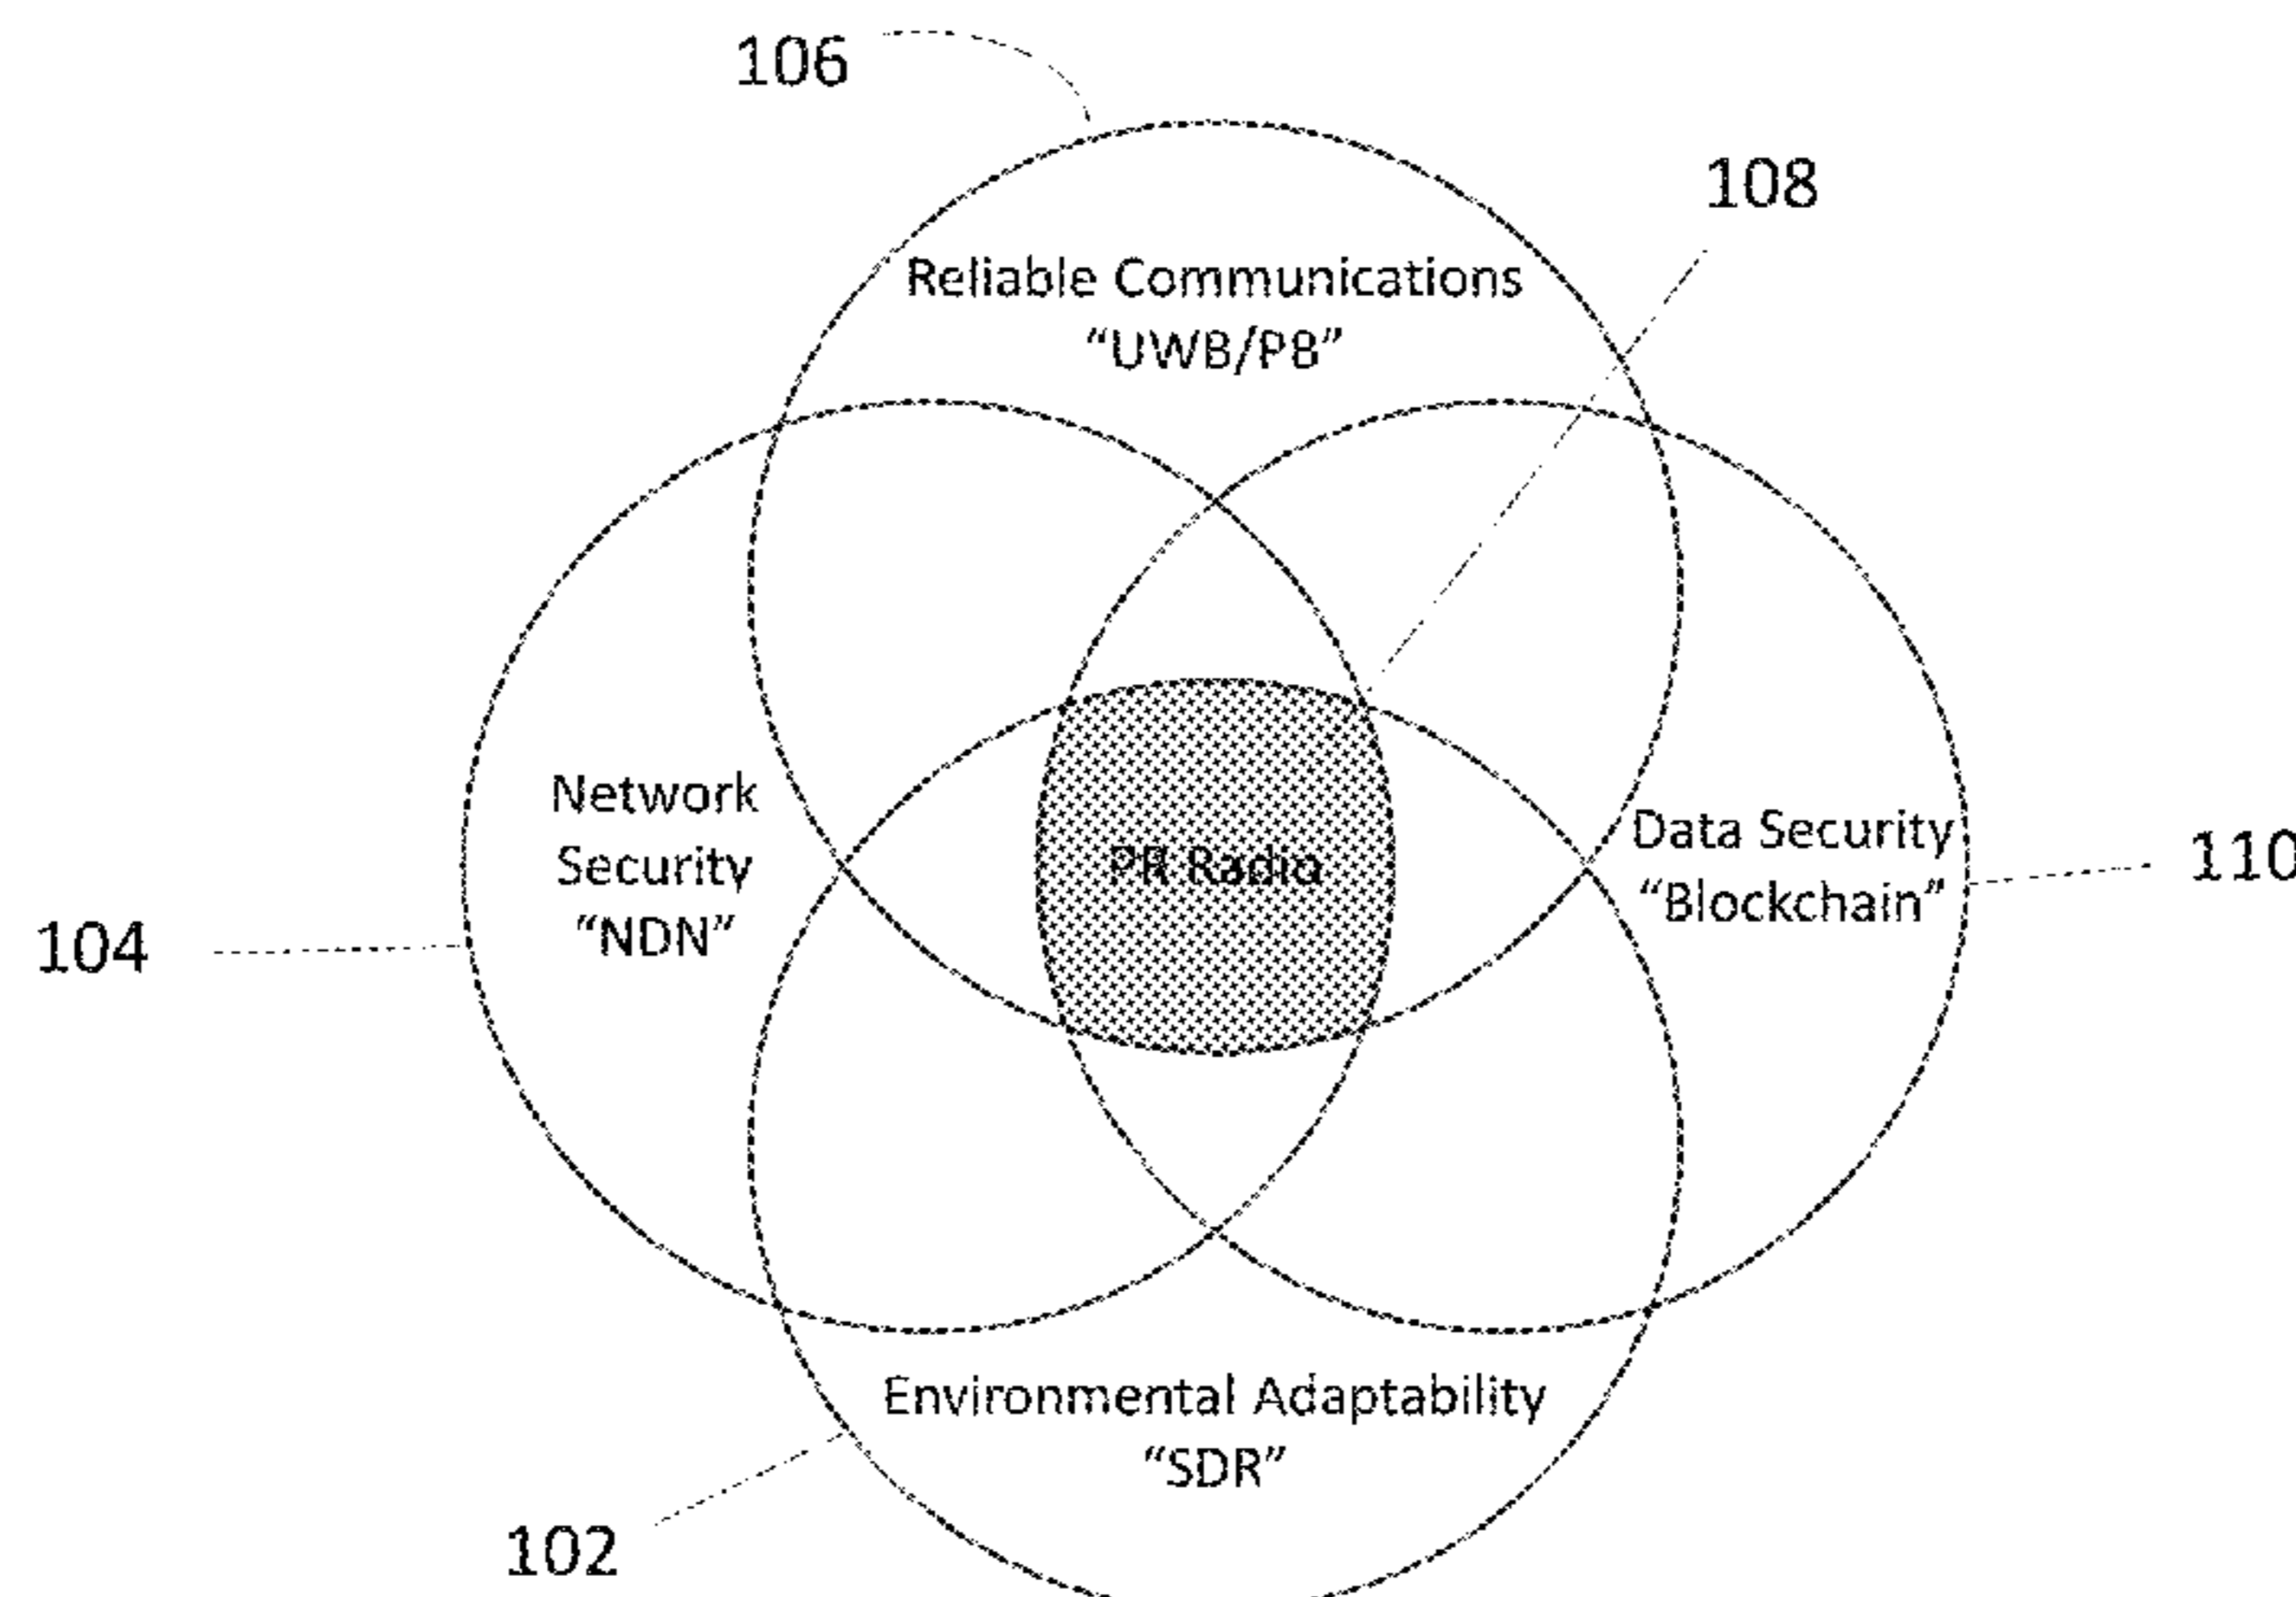 106
108
Reliable Communications
“UWB/PB”
Network
Security
“NDN”
PR Radio
Data Security
“Blockchain”
110
104
Environmental Adaptability
“SDR”
102